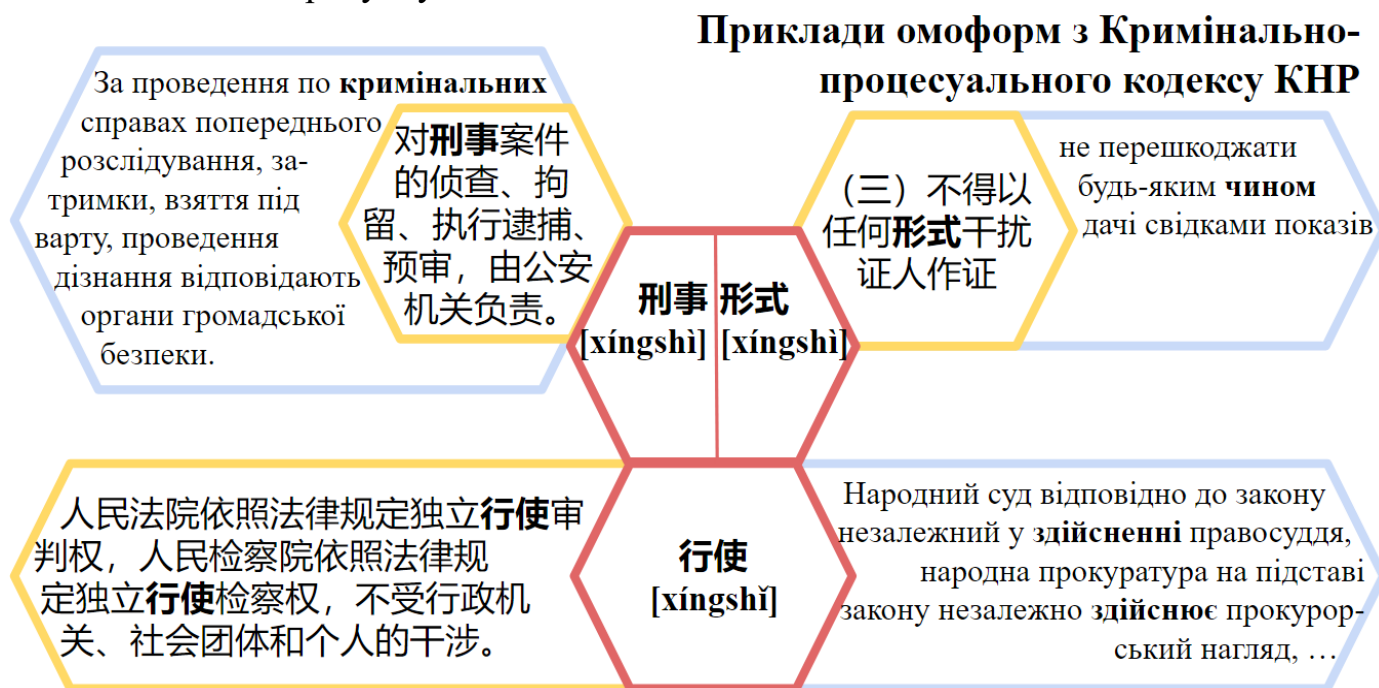 Приклади омоформ з Кримінально-
процесуального кодексу КНР
За проведення по кримінальних
справах попереднього
розслідування, за-
тримки, взяття під
варту, проведення
дізнання відповідають
органи громадської
безпеки.
对刑事案件
的侦查、拘
留、执行逮捕、
预审，由公安
机关负责。
刑事
[xíngshì]
形式
[xíngshì]
（三）不得以
任何形式干扰
证人作证
не перешкоджати
будь-яким чином
дачі свідками показів
人民法院依照法律规定独立行使审
判权，人民检察院依照法律规
定独立行使检察权，不受行政机
关、社会团体和个人的干涉。
行使
[xíngshǐ]
Народний суд відповідно до закону
незалежний у здійсненні правосуддя,
народна прокуратура на підставі
закону незалежно здійснює прокурор-
ський нагляд, …